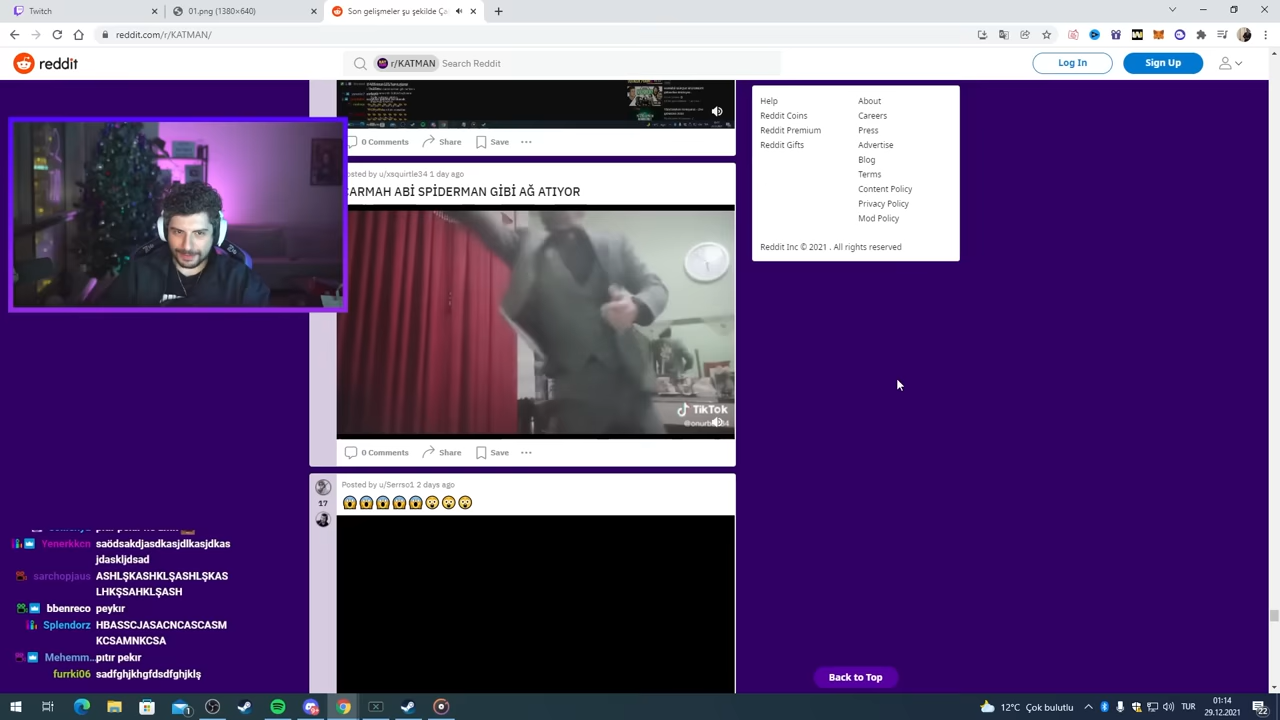 Twitch
01.png (1380×640)
Son gelişmeler şu şekilde Ça
reddit.com/r/KATMAN/
reddit
r/KATMAN
Search Reddit
Log In
Sign Up
0 Comments
Share
Save
Help
About
Reddit Coins
Careers
Reddit Premium
Press
Reddit Gifts
Advertise
Blog
Terms
Content Policy
Privacy Policy
Mod Policy
Reddit Inc © 2021 . All rights reserved
osted by u/xsquirtle34 1 day ago
ARMAH ABİ SPİDERMAN GİBİ AĞ ATIYOR
TikTok
0 Comments
Share
Save
Posted by u/Serrso1 2 days ago
17
😱😱😱😱😱😲😲😲
Yenerkkcn saödsakdjasdkasjdlkasjdkas
jdaskljdsad
sarchopjaus ASHLŞKASHKLŞASHLŞKAS
LHKŞSAHKLŞASH
bbenreco peykır
Splendorz HBASSCJASACNCASCASM
KCSAMNKCSA
Mehemm... pıtır pekır
furrki06 sadfhjkhgfdsdfghjklş
Back to Top
12°C Çok bulutlu
TUR
01:14
29.12.2021
22